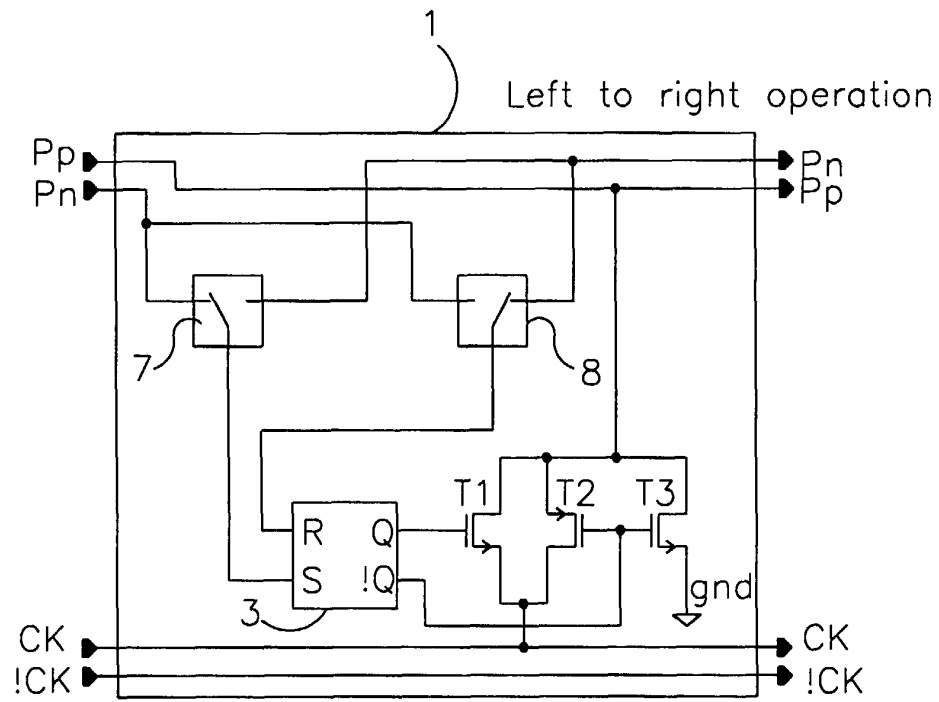 1
Left to right operation
Pp
Pn
Pn
Pp
7
8
T1
T2
T3
R
Q
S
!Q
3
gnd
CK
CK
!CK
!CK